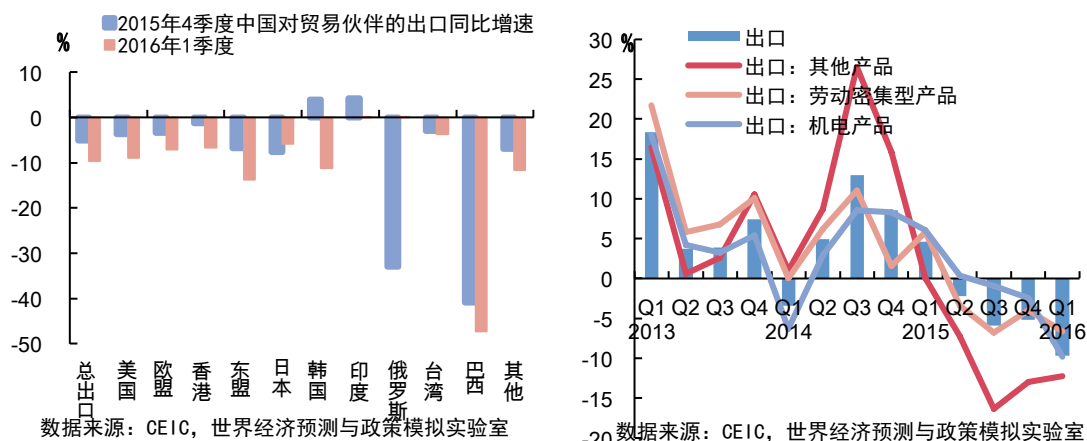 2015年4季度中国对贸易伙伴的出口同比增速
2016年1季度
%
10
0
-10
-20
-30
-40
-50
总出口
美国
欧盟
香港
东盟
日本
韩国
印度
俄罗斯
台湾
巴西
其他
数据来源：CEIC，世界经济预测与政策模拟实验室
%
出口
出口：其他产品
出口：劳动密集型产品
出口：机电产品
30
25
20
15
10
5
0
-5
-10
-15
-20
Q1 Q2 Q3 Q4 Q1 Q2 Q3 Q4 Q1 Q2 Q3 Q4 Q1
2013 2014 2015 2016
数据来源：CEIC，世界经济预测与政策模拟实验室